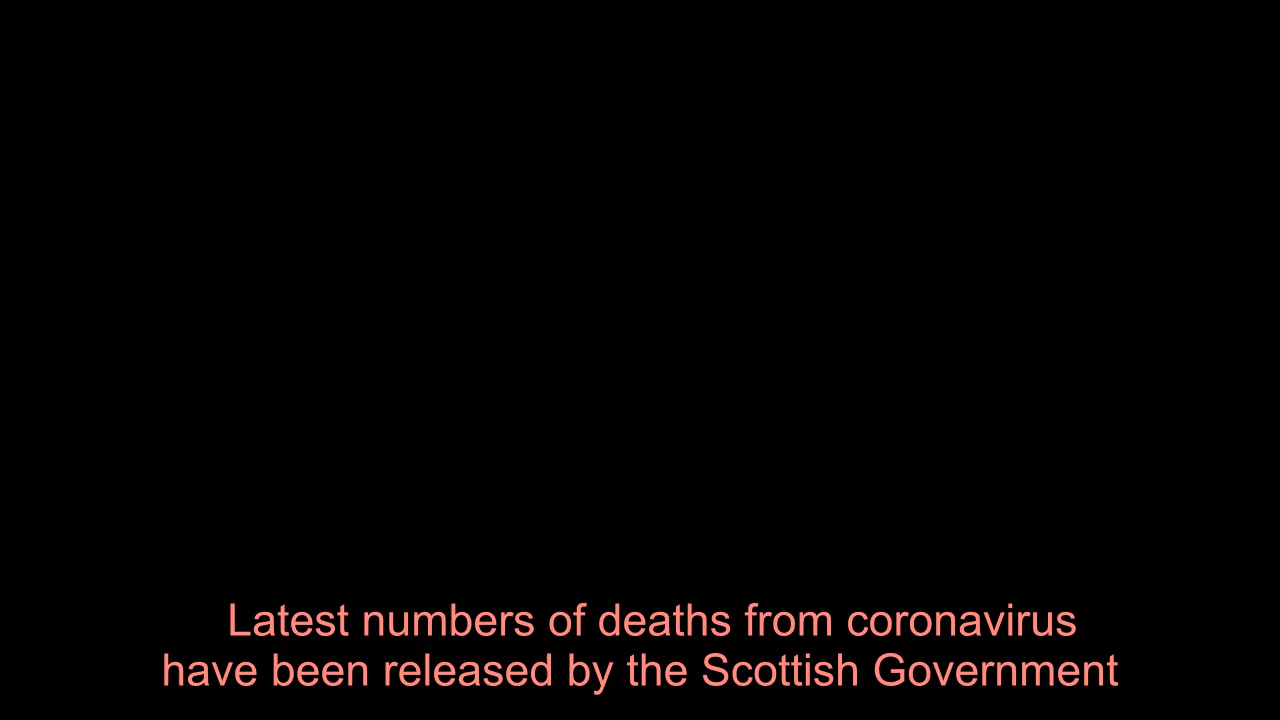 Latest numbers of deaths from coronavirus
have been released by the Scottish Government